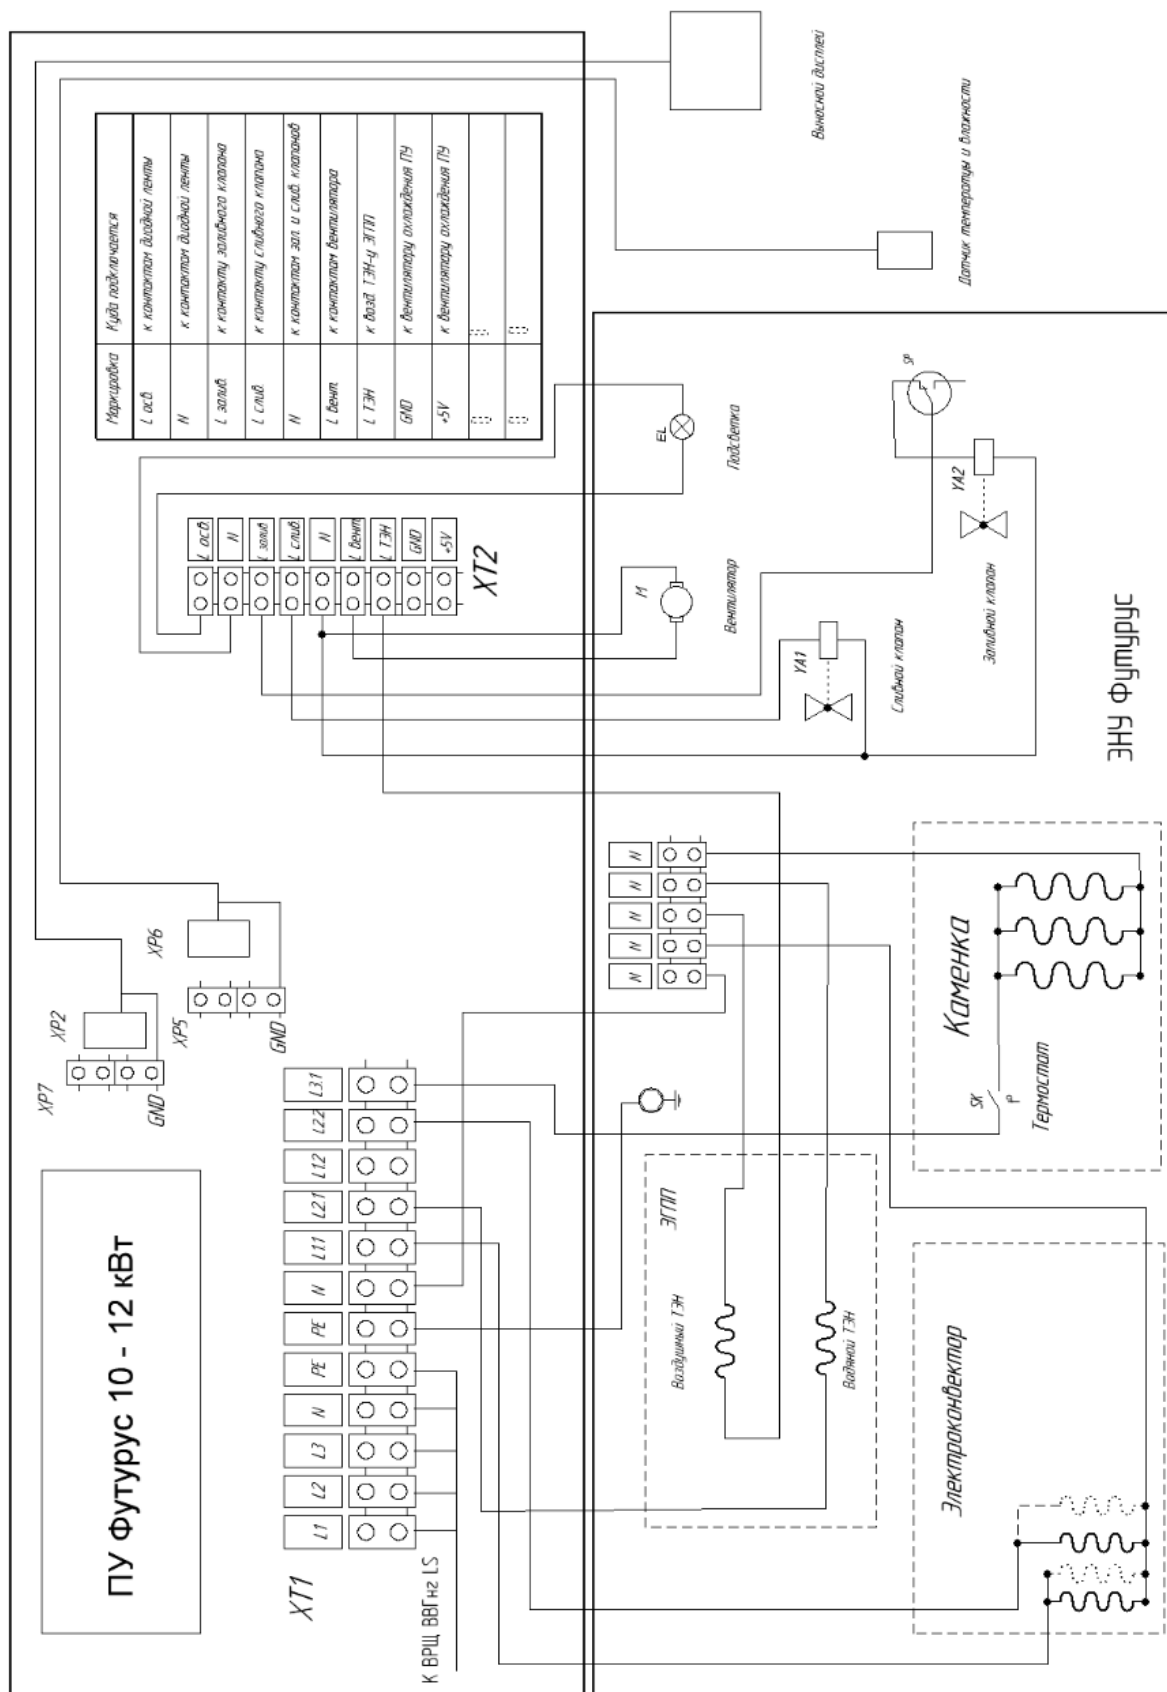 ПУ Футурус 10 - 12 кВт
XP7
XP2
GND
XP5
XP6
GND
Маркировка
Куда подключается
L осв.
к контактам диодной ленты
N
к контактам диодной ленты
L залив.
к контакту заливного клапана
L слив.
к контакту сливного клапана
N
к контактам зал. и слив. клапанов
L вент.
к контактам вентилятора
L ТЭН
к возд. ТЭН-у ЭГПП
GND
к вентилятору охлаждения ПУ
+5V
к вентилятору охлаждения ПУ
XT1
L1
L2
L3
N
PE
PE
N
L1.1
L2.1
L1.2
L2.2
L3.1
К ВРЩ ВВГнг LS
L осв.
N
L залив.
L слив.
N
L вент.
L ТЭН
GND
+5V
XT2
Выносной дисплей
Датчик температуры и влажности
N
N
N
N
N
EL
Подсветка
M
Вентилятор
YA1
Сливной клапан
YA2
Заливной клапан
SP
ЭНУ Футурус
ЭГПП
Воздушный ТЭН
Водяной ТЭН
Каменка
SK
t°
Термостат
Электроконвектор